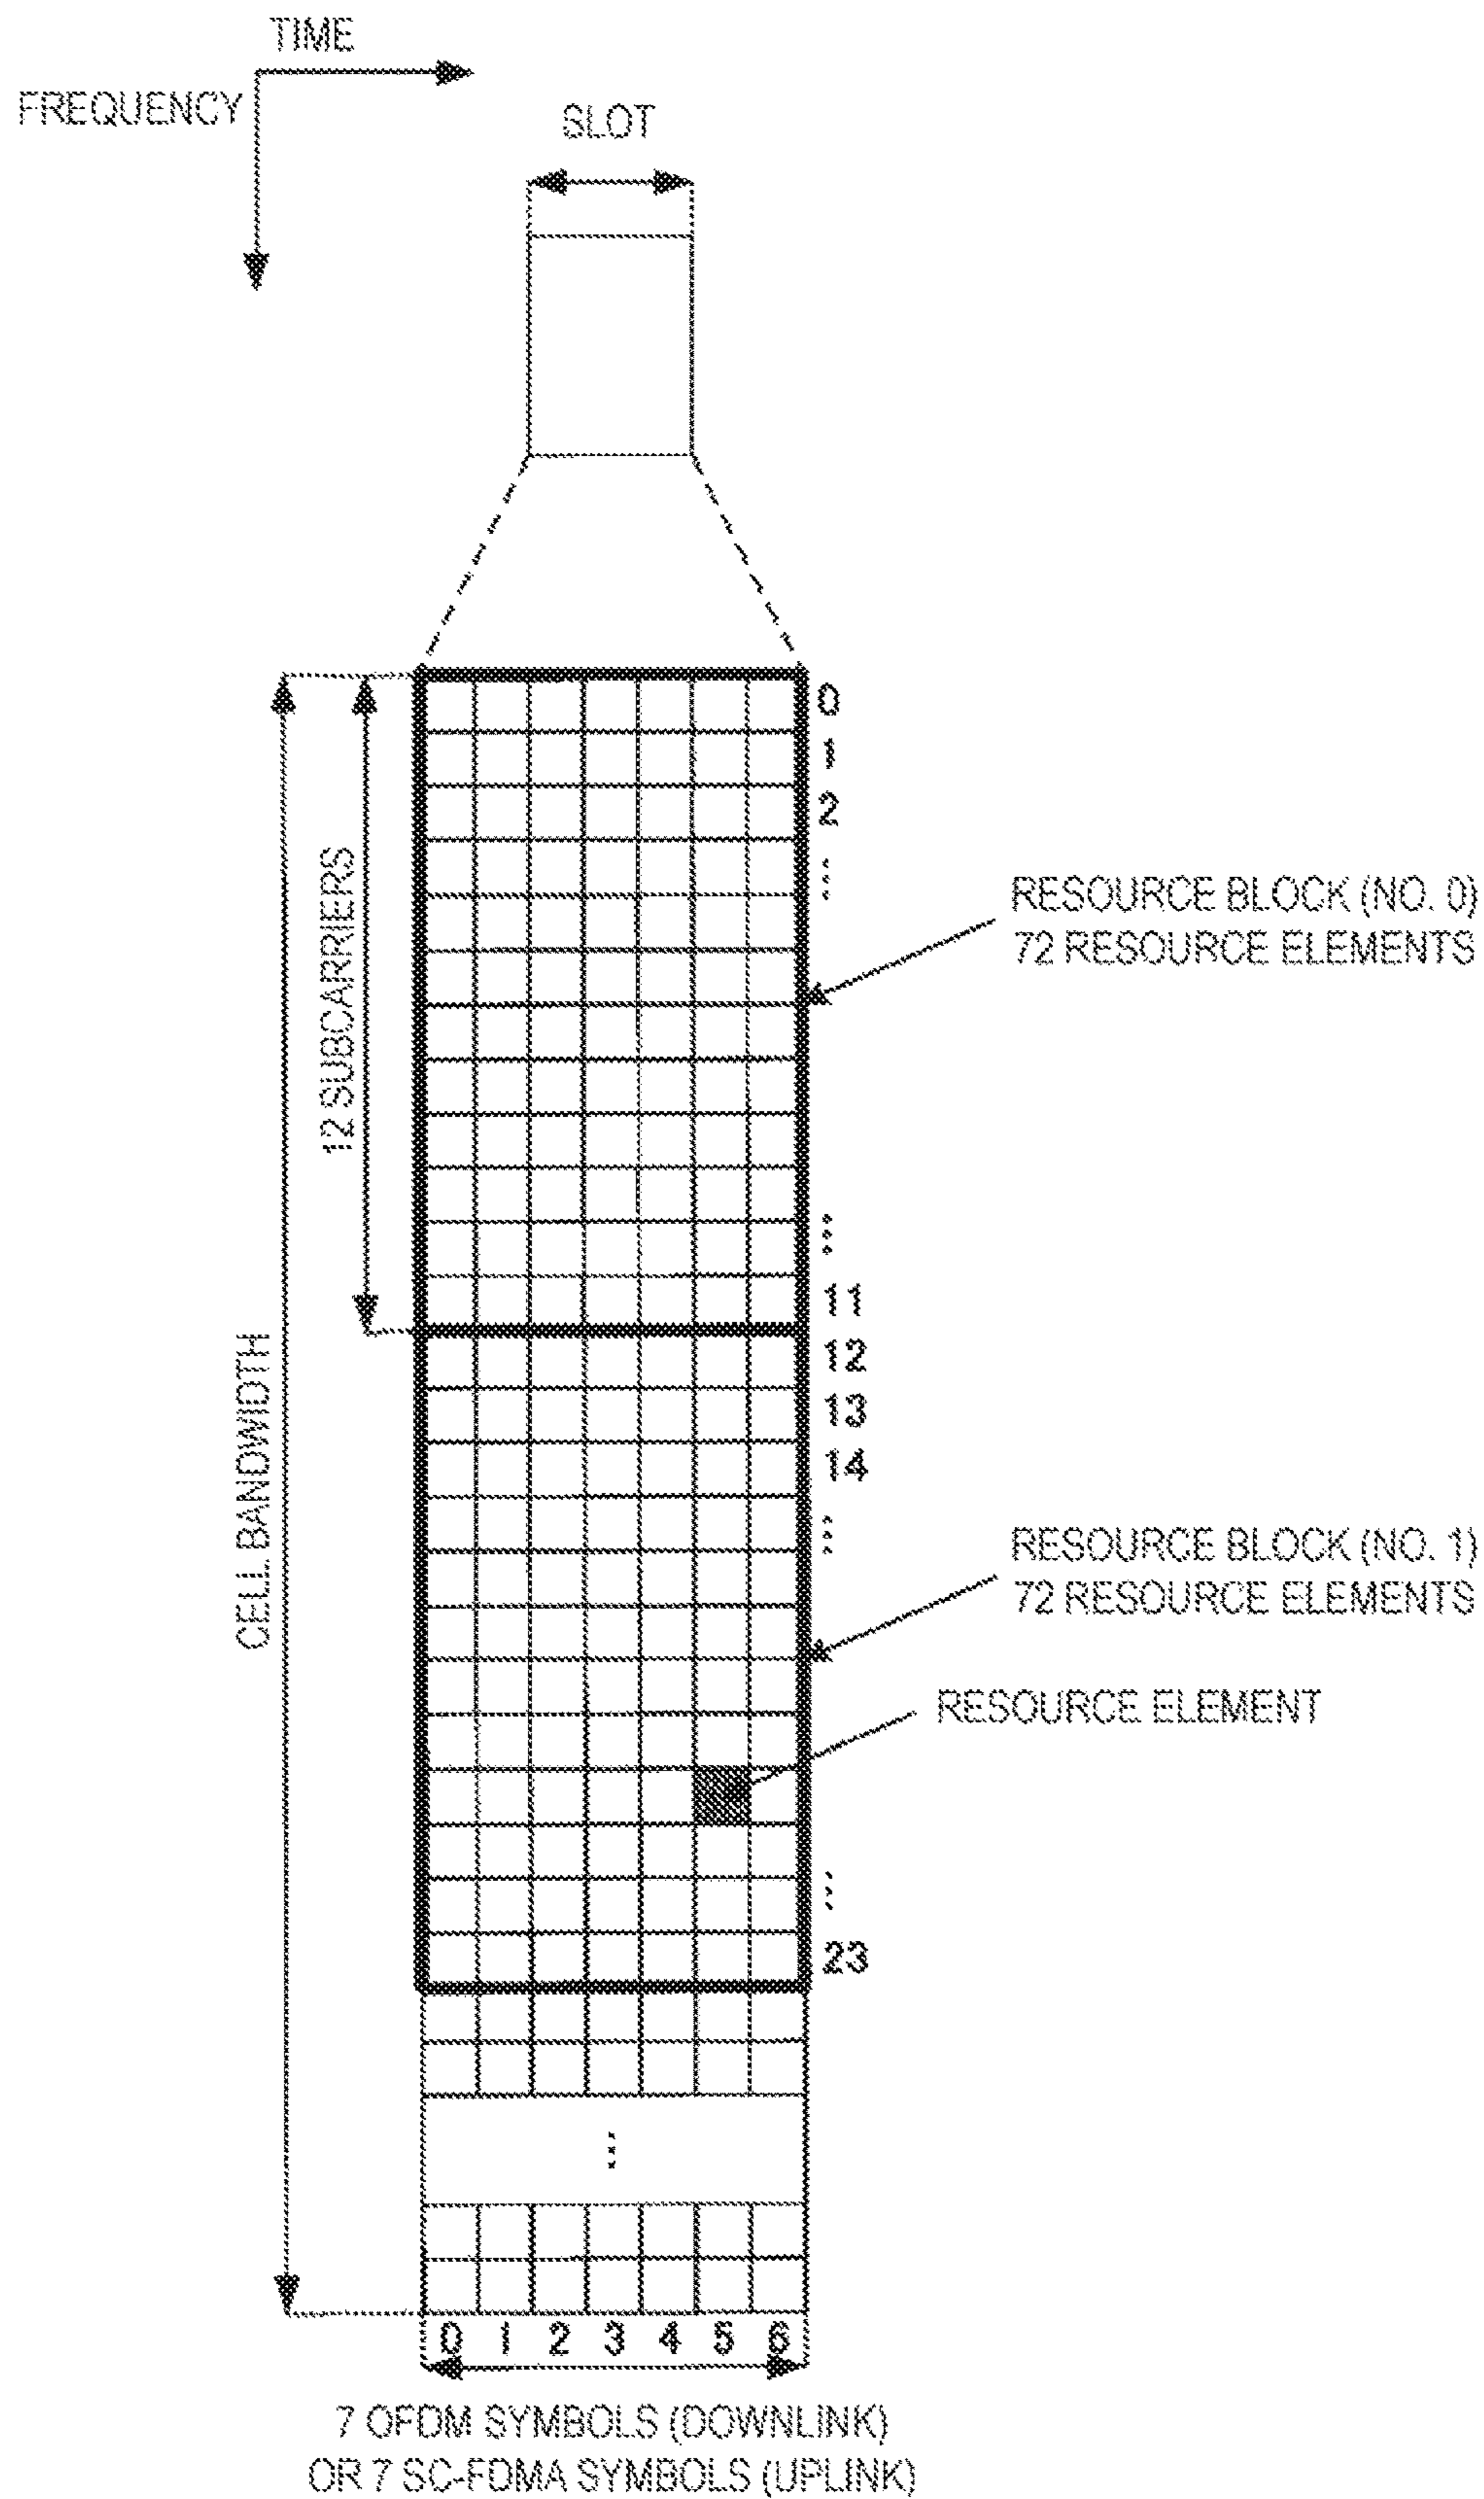 TIME
FREQUENCY
SLOT
0
1
2
12 SUBCARRIERS
RESOURCE BLOCK (NO. 0)
72 RESOURCE ELEMENTS
11
12
13
14
CELL BANDWIDTH
RESOURCE BLOCK (NO. 1)
72 RESOURCE ELEMENTS
RESOURCE ELEMENT
23
0 1 2 3 4 5 6
7 OFDM SYMBOLS (DOWNLINK)
OR 7 SC-FDMA SYMBOLS (UPLINK)